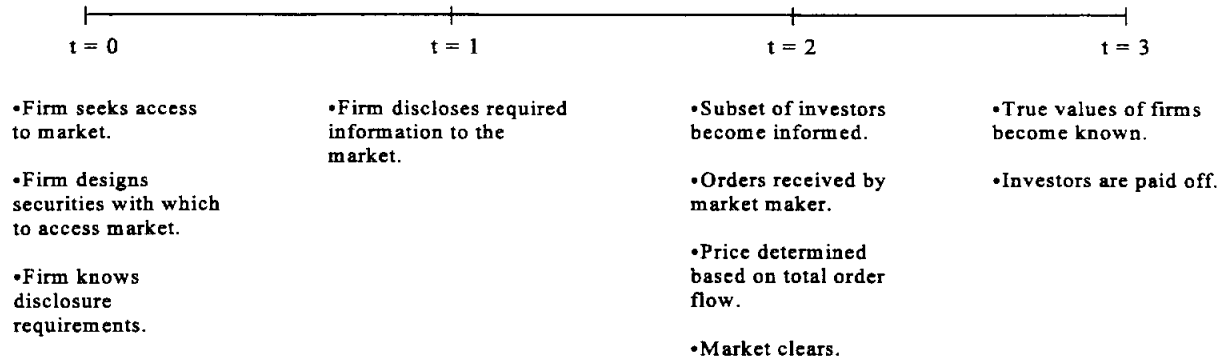 t = 0
t = 1
t = 2
t = 3
•Firm seeks access
to market.
•Firm designs
securities with which
to access market.
•Firm knows
disclosure
requirements.
•Firm discloses required
information to the
market.
•Subset of investors
become informed.
•Orders received by
market maker.
•Price determined
based on total order
flow.
•Market clears.
•True values of firms
become known.
•Investors are paid off.